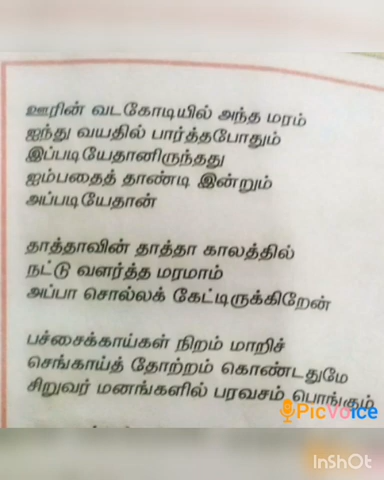 ஊரின் வடகோடியில் அந்த மரம்
ஐந்து வயதில் பார்த்தபோதும்
இப்படியேதானிருந்தது
ஐம்பதைத் தாண்டி இன்றும்
அப்படியேதான்
தாத்தாவின் தாத்தா காலத்தில்
நட்டு வளர்த்த மரமாம்
அப்பா சொல்லக் கேட்டிருக்கிறேன்
பச்சைக்காய்கள் நிறம் மாறிச்
செங்காய்த் தோற்றம் கொண்டதுமே
சிறுவர் மனங்களில் பரவசம் பொங்கும்
PicVoice
InShOt